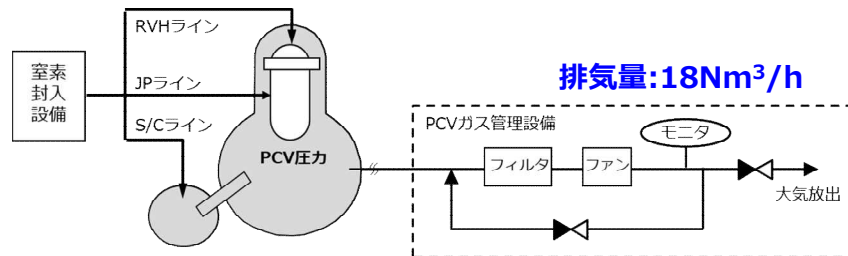 RVHライン
窒素
封入
設備
JPライン
S/Cライン
PCV圧力
排気量:18Nm³/h
PCVガス管理設備
モニタ
フィルタ
ファン
大気放出